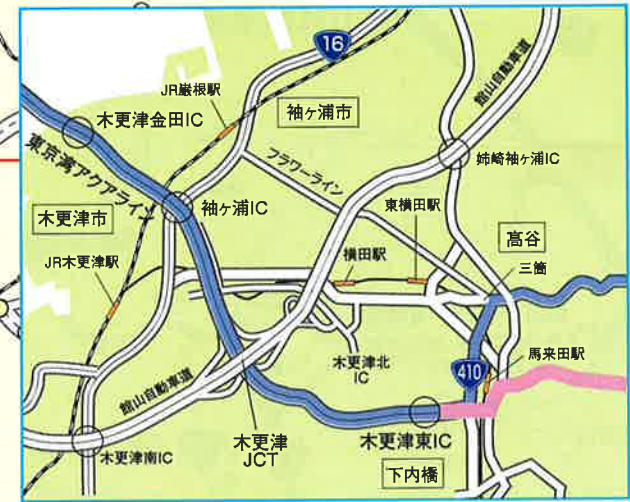 16
JR巌根駅
袖ヶ浦市
館山自動車道
木更津金田IC
東京湾アクアライン
フラワーライン
姉崎袖ヶ浦IC
木更津市
袖ヶ浦IC
東横田駅
高谷
JR木更津駅
横田駅
三箇
木更津北
IC
410
馬来田駅
館山自動車道
木更津
JCT
木更津東IC
木更津南IC
下内橋